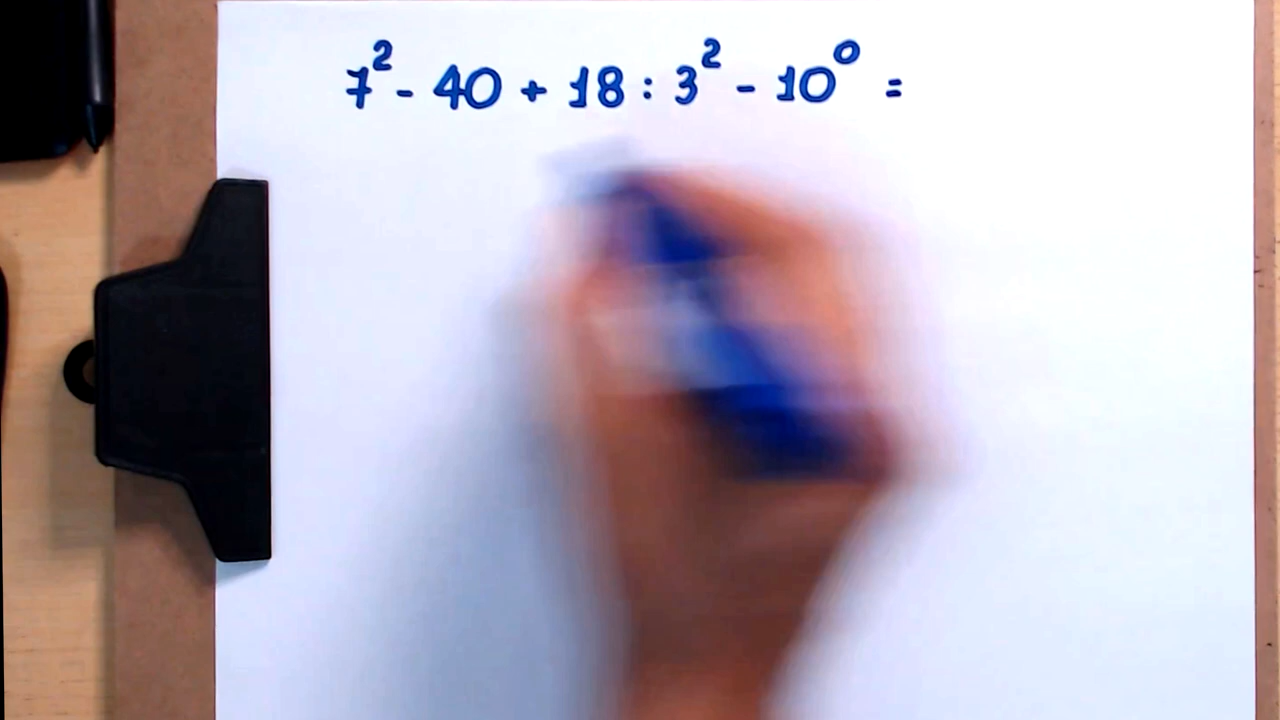 7² - 40 + 18 : 3² - 10⁰ =